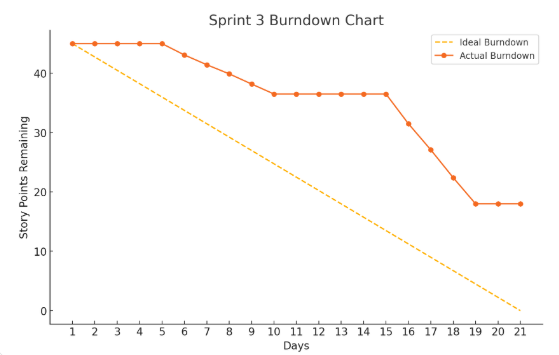 Sprint 3 Burndown Chart
Ideal Burndown
Actual Burndown
Story Points Remaining
40
30
20
10
0
1 2 3 4 5 6 7 8 9 10 11 12 13 14 15 16 17 18 19 20 21
Days